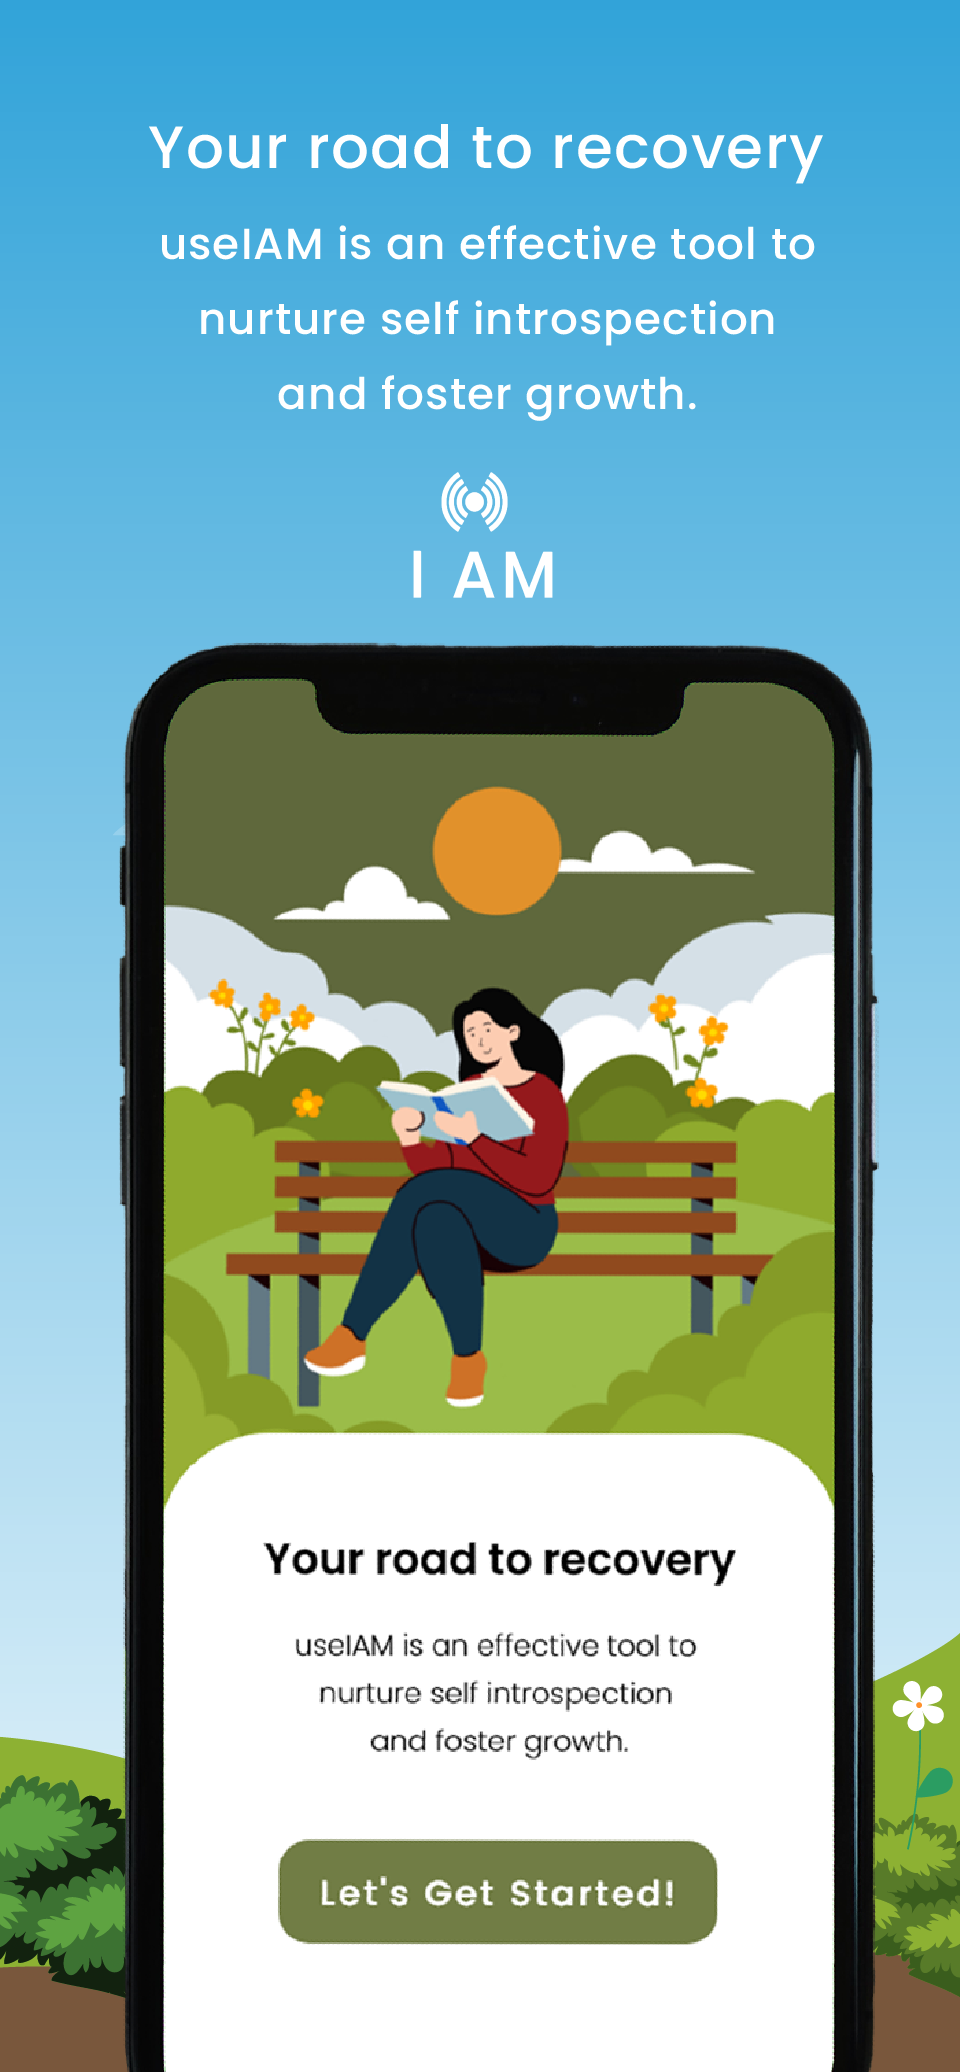 Your road to recovery
useIAM is an effective tool to
nurture self introspection
and foster growth.
I AM
Your road to recovery
useIAM is an effective tool to
nurture self introspection
and foster growth.
Let's Get Started!